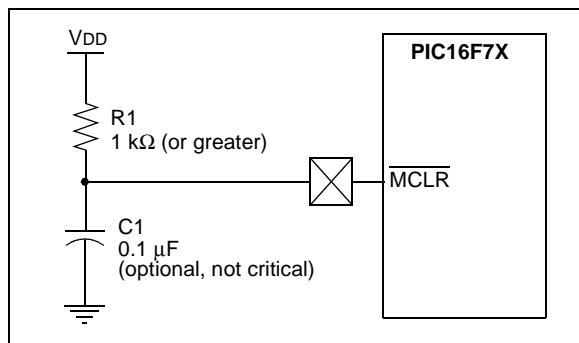 VDD
PIC16F7X
R1
1 kΩ (or greater)
MCLR
C1
0.1 μF
(optional, not critical)